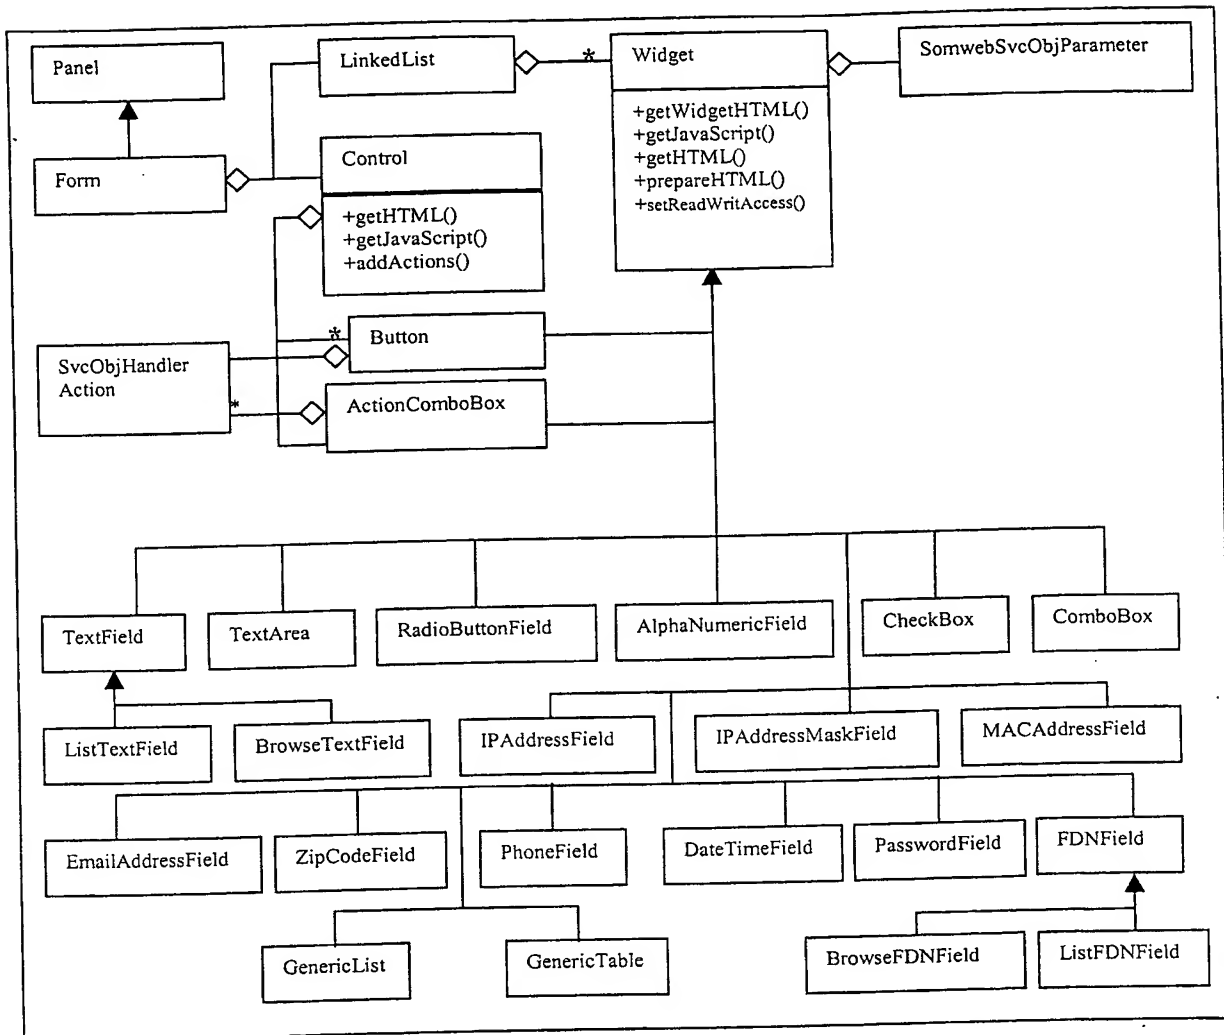 Panel
LinkedList
*
Widget
SomwebSvcObjParameter
+getWidgetHTML()
+getJavaScript()
+getHTML()
+prepareHTML()
+setReadWritAccess()
Form
Control
+getHTML()
+getJavaScript()
+addActions()
SvcObjHandler
Action
*
*
Button
ActionComboBox
TextField
TextArea
RadioButtonField
AlphaNumericField
CheckBox
ComboBox
ListTextField
BrowseTextField
IPAddressField
IPAddressMaskField
MACAddressField
EmailAddressField
ZipCodeField
PhoneField
DateTimeField
PasswordField
FDNField
GenericList
GenericTable
BrowseFDNField
ListFDNField